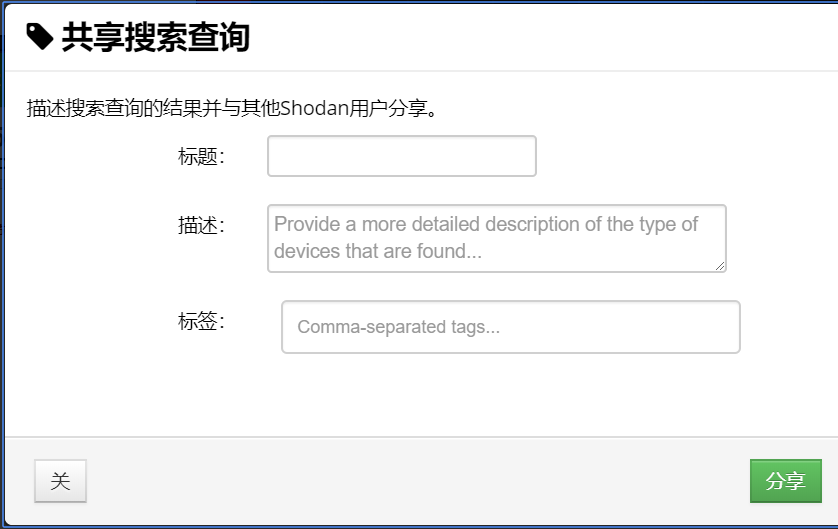 共享搜索查询
描述搜索查询的结果并与其他Shodan用户分享。
标题：
描述：
Provide a more detailed description of the type of
devices that are found...
标签：
Comma-separated tags...
关
分享